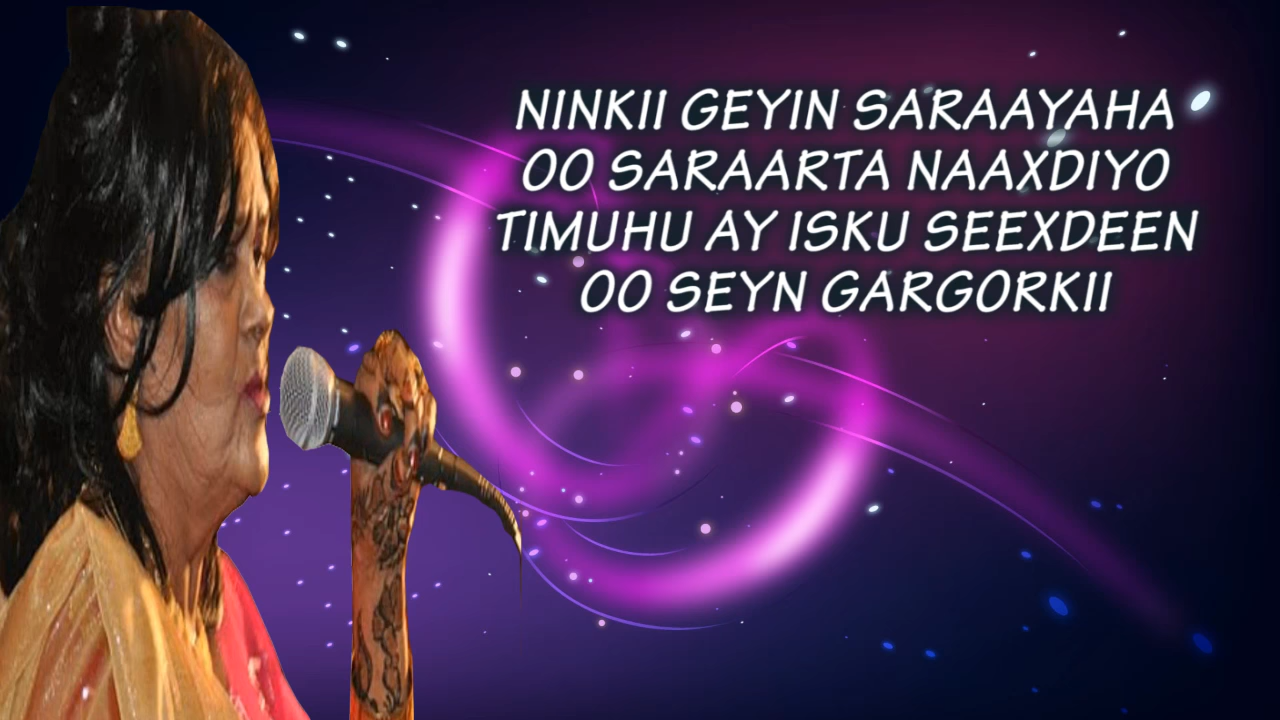 NINKII GEYIN SARAAYAHA
OO SARAARTA NAAXDIYO
TIMUHU AY ISKU SEEXDEEN
OO SEYN GARGORKII